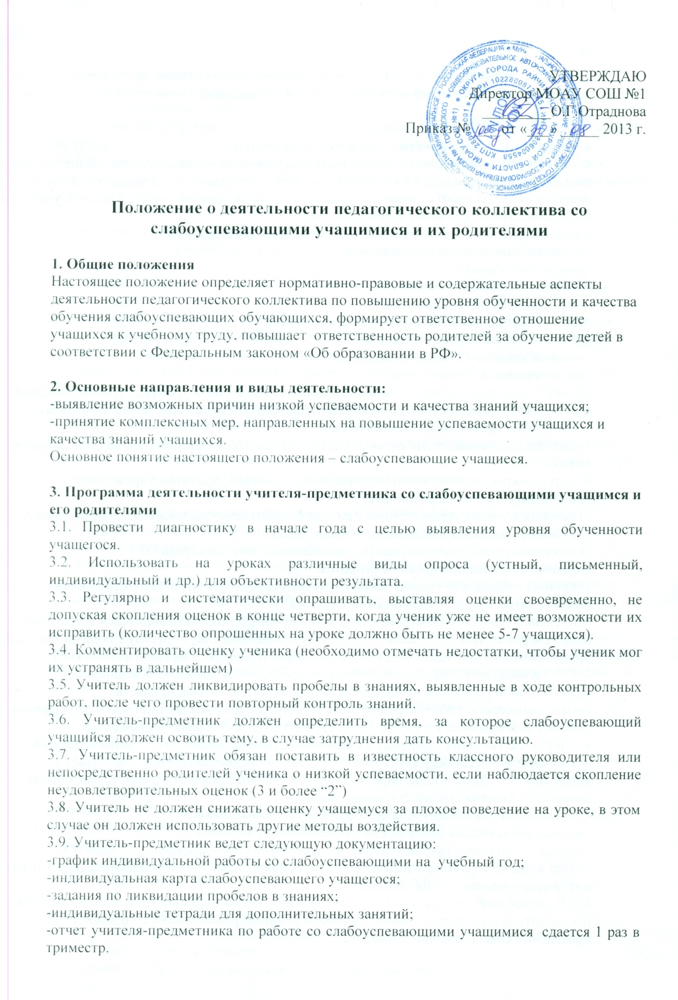 УТВЕРЖДАЮ
Директор МОАУ СОШ №1
О.Г.Отраднова
Приказ № от «30» 08 2013 г.
Положение о деятельности педагогического коллектива со
слабоуспевающими учащимися и их родителями
1. Общие положения
Настоящее положение определяет нормативно-правовые и содержательные аспекты
деятельности педагогического коллектива по повышению уровня обученности и качества
обучения слабоуспевающих обучающихся, формирует ответственное отношение
учащихся к учебному труду, повышает ответственность родителей за обучение детей в
соответствии с Федеральным законом «Об образовании в РФ».
2. Основные направления и виды деятельности:
-выявление возможных причин низкой успеваемости и качества знаний учащихся;
-принятие комплексных мер, направленных на повышение успеваемости учащихся и
качества знаний учащихся.
Основное понятие настоящего положения – слабоуспевающие учащиеся.
3. Программа деятельности учителя-предметника со слабоуспевающими учащимся и
его родителями
3.1. Провести диагностику в начале года с целью выявления уровня обученности
учащегося.
3.2. Использовать на уроках различные виды опроса (устный, письменный,
индивидуальный и др.) для объективности результата.
3.3. Регулярно и систематически опрашивать, выставляя оценки своевременно, не
допуская скопления оценок в конце четверти, когда ученик уже не имеет возможности их
исправить (количество опрошенных на уроке должно быть не менее 5-7 учащихся).
3.4. Комментировать оценку ученика (необходимо отмечать недостатки, чтобы ученик мог
их устранять в дальнейшем)
3.5. Учитель должен ликвидировать пробелы в знаниях, выявленные в ходе контрольных
работ, после чего провести повторный контроль знаний.
3.6. Учитель-предметник должен определить время, за которое слабоуспевающий
учащийся должен освоить тему, в случае затруднения дать консультацию.
3.7. Учитель-предметник обязан поставить в известность классного руководителя или
непосредственно родителей ученика о низкой успеваемости, если наблюдается скопление
неудовлетворительных оценок (3 и более “2”)
3.8. Учитель не должен снижать оценку учащемуся за плохое поведение на уроке, в этом
случае он должен использовать другие методы воздействия.
3.9. Учитель-предметник ведет следующую документацию:
-график индивидуальной работы со слабоуспевающими на учебный год;
-индивидуальная карта слабоуспевающего учащегося;
-задания по ликвидации пробелов в знаниях;
-индивидуальные тетради для дополнительных занятий;
-отчет учителя-предметника по работе со слабоуспевающими учащимися сдается 1 раз в
триместр.